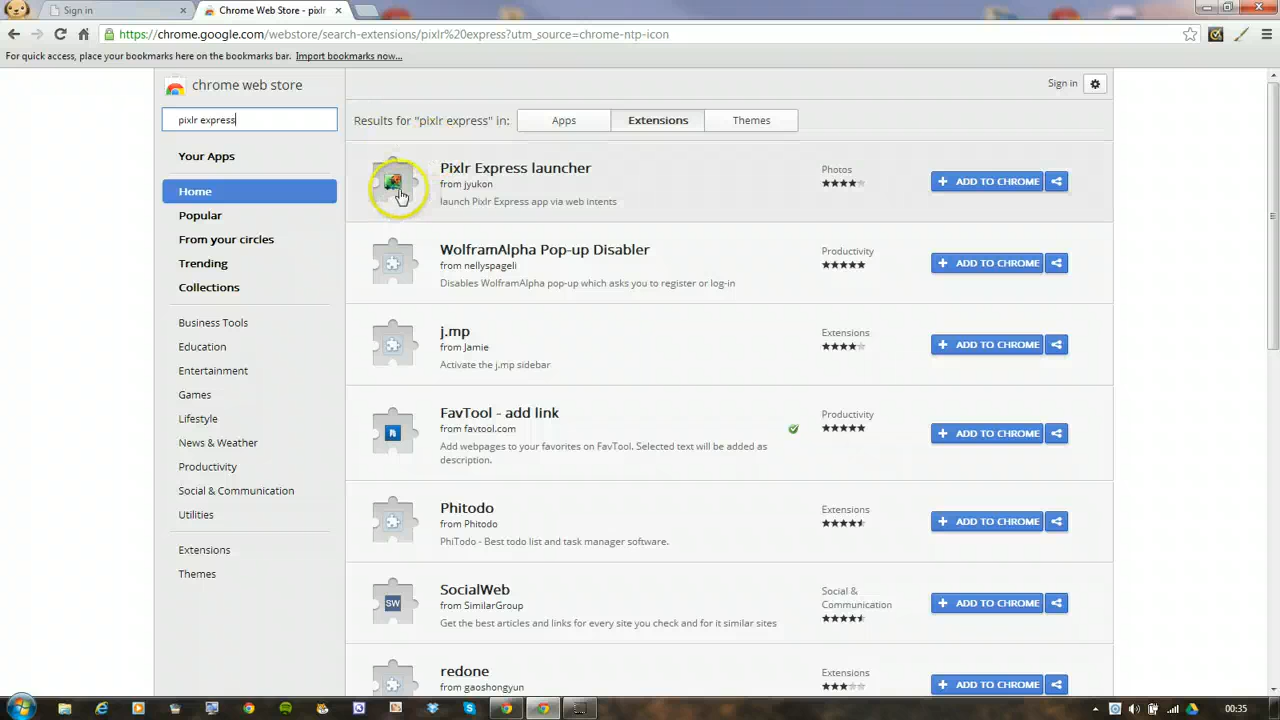 Sign in
Chrome Web Store - pixlr
https://chrome.google.com/webstore/search-extensions/pixlr%20express?utm_source=chrome-ntp-icon
For quick access, place your bookmarks here on the bookmarks bar. Import bookmarks now...
chrome web store
Sign in
pixlr express
Results for "pixlr express" in:
Apps
Extensions
Themes
Your Apps
Home
Popular
From your circles
Trending
Collections
Business Tools
Education
Entertainment
Games
Lifestyle
News & Weather
Productivity
Social & Communication
Utilities
Extensions
Themes
Pixlr Express launcher
from jyukon
launch Pixlr Express app via web intents
Photos
+ ADD TO CHROME
WolframAlpha Pop-up Disabler
from nellyspageli
Disables WolframAlpha pop-up which asks you to register or log-in
Productivity
+ ADD TO CHROME
j.mp
from Jamie
Activate the j.mp sidebar
Extensions
+ ADD TO CHROME
FavTool - add link
from favtool.com
Add webpages to your favorites on FavTool. Selected text will be added as
description.
Productivity
+ ADD TO CHROME
Phitodo
from Phitodo
PhiTodo - Best todo list and task manager software.
Extensions
+ ADD TO CHROME
SW
SocialWeb
from SimilarGroup
Get the best articles and links for every site you check and for it similar sites
Social &
Communication
+ ADD TO CHROME
redone
from gaoshongyun
Extensions
+ ADD TO CHROME
00:35